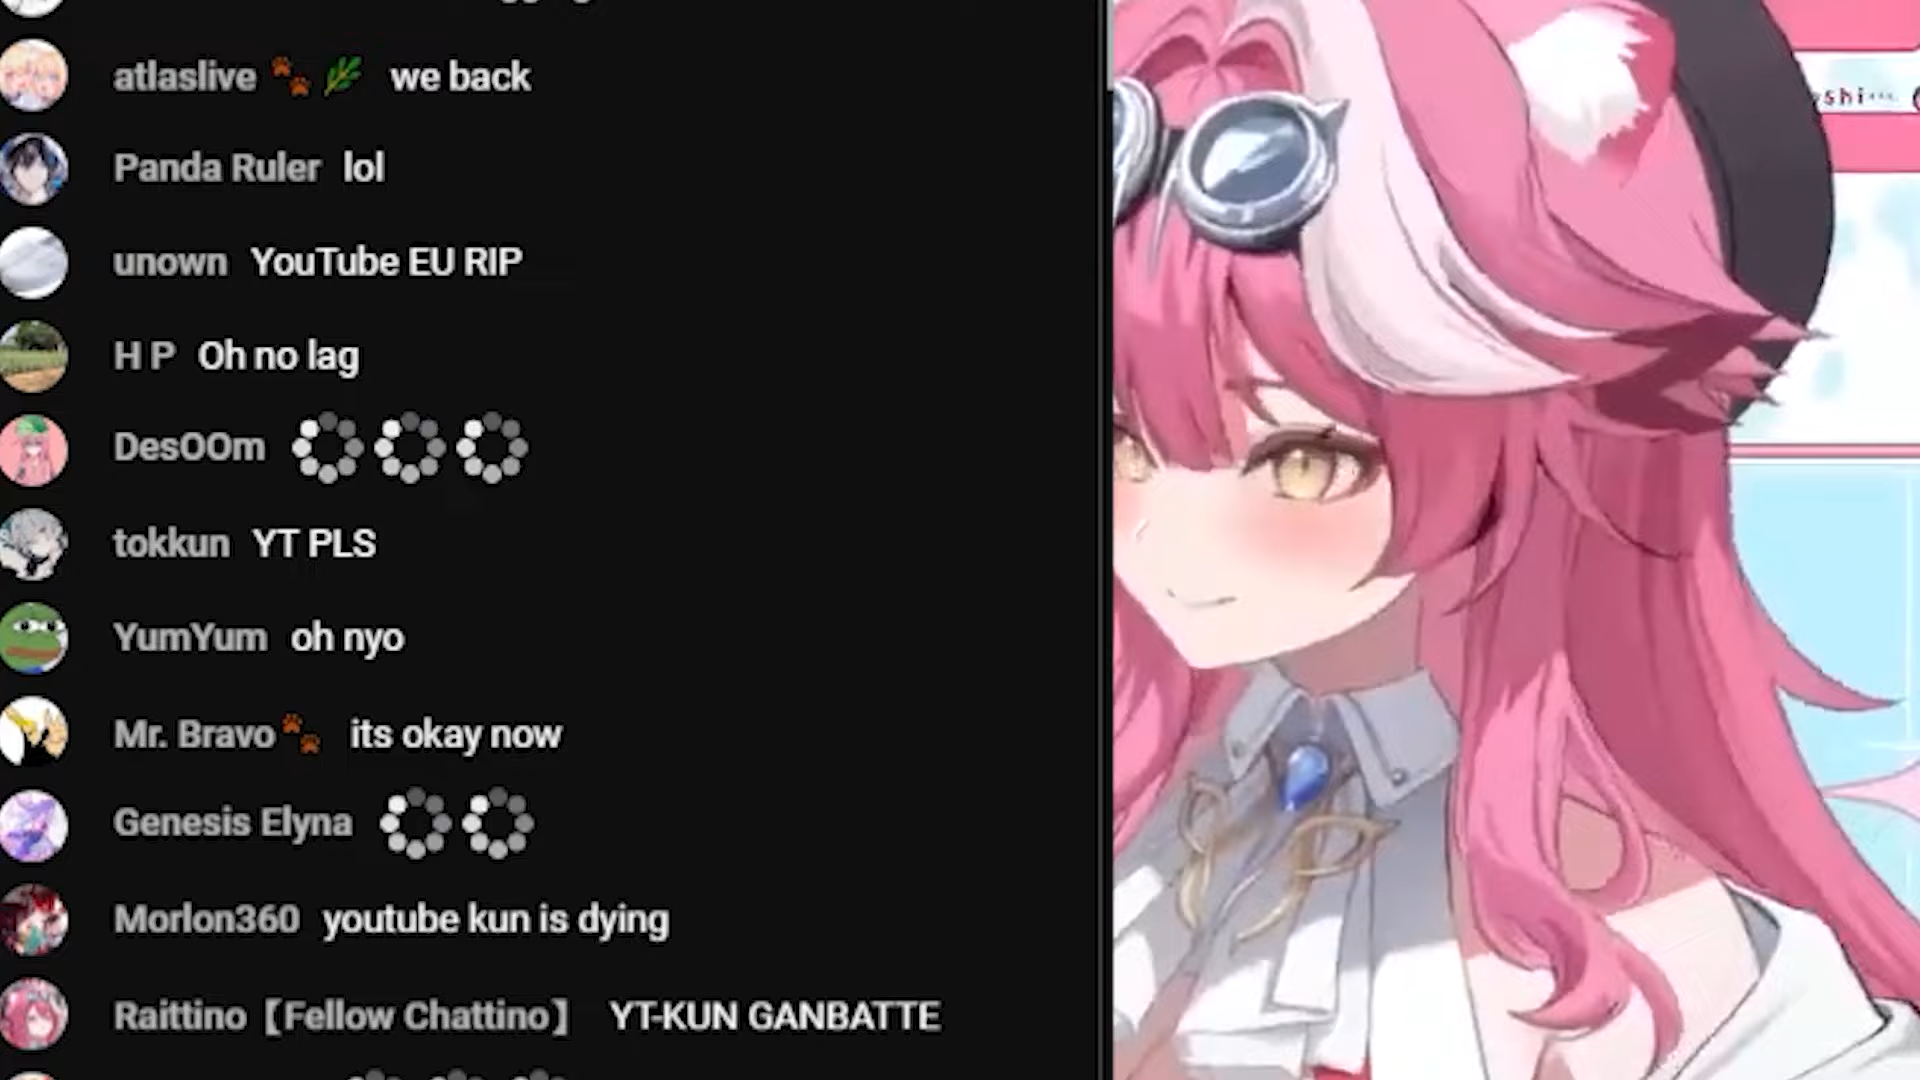 atlaslive we back
Panda Ruler lol
unown YouTube EU RIP
H P Oh no lag
DesOOm
tokkun YT PLS
YumYum oh nyo
Mr. Bravo its okay now
Genesis Elyna
Morlon360 youtube kun is dying
Raittino【Fellow Chattino】 YT-KUN GANBATTE